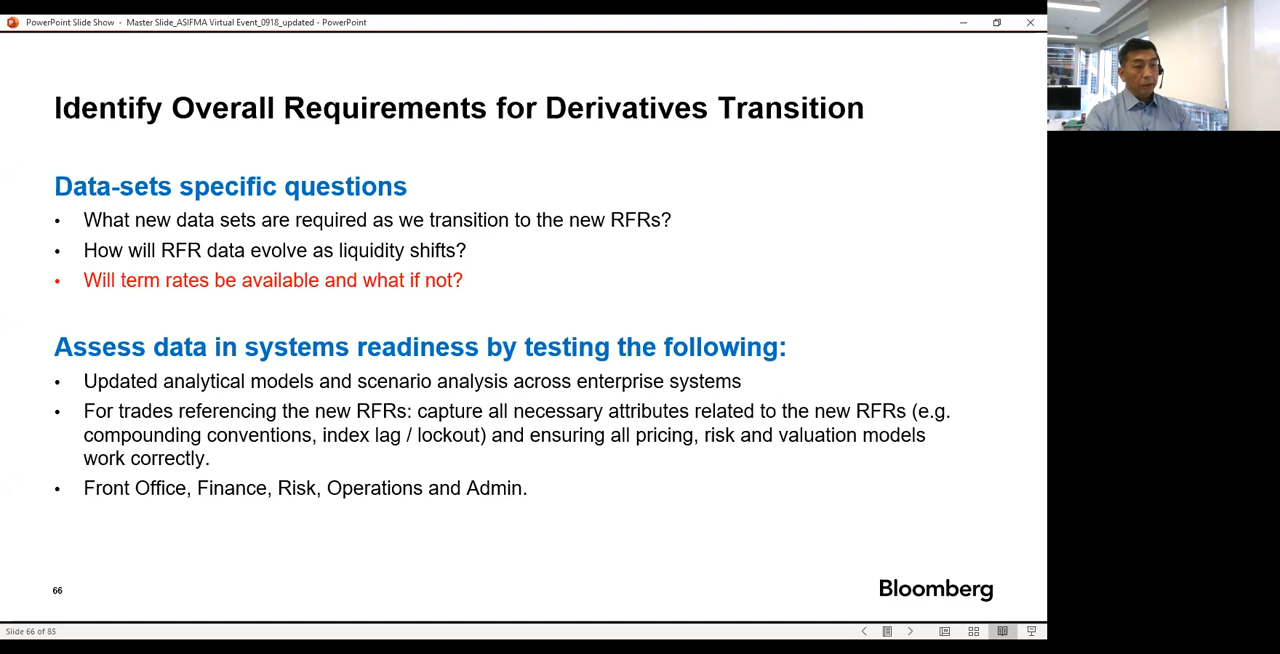 PowerPoint Slide Show - Master Slide_ASIFMA Virtual Event_0918_updated - PowerPoint
Identify Overall Requirements for Derivatives Transition
Data-sets specific questions
• What new data sets are required as we transition to the new RFRs?
• How will RFR data evolve as liquidity shifts?
• Will term rates be available and what if not?
Assess data in systems readiness by testing the following:
• Updated analytical models and scenario analysis across enterprise systems
• For trades referencing the new RFRs: capture all necessary attributes related to the new RFRs (e.g.
compounding conventions, index lag / lockout) and ensuring all pricing, risk and valuation models
work correctly.
• Front Office, Finance, Risk, Operations and Admin.
66
Bloomberg
Slide 66 of 85